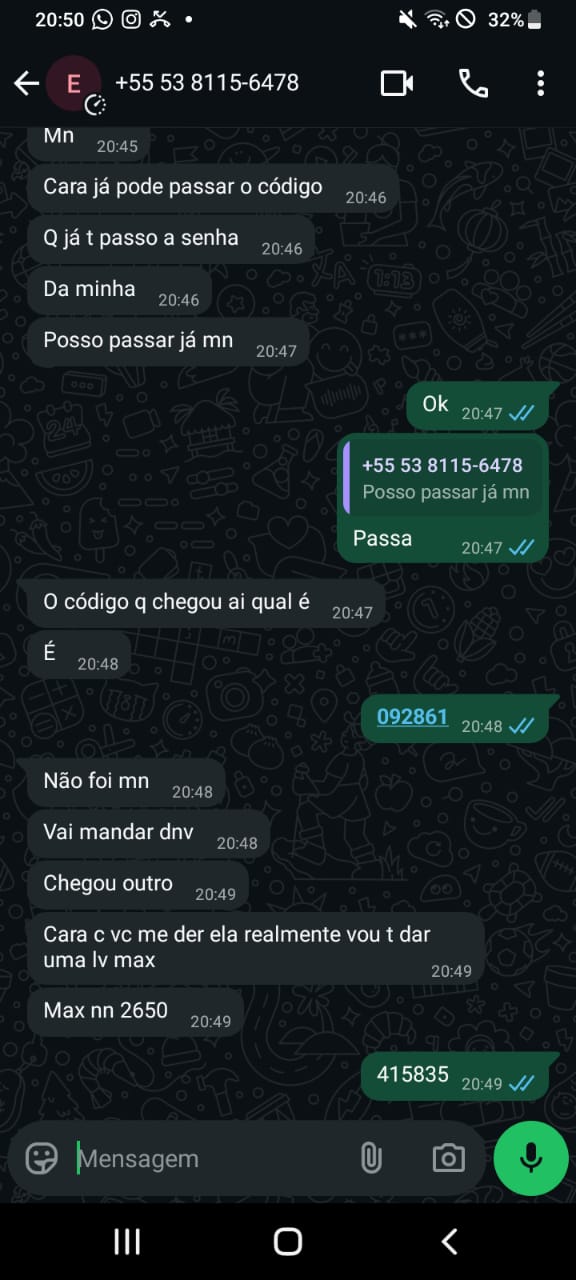 20:50
32%
E
+55 53 8115-6478
Mn
20:45
Cara já pode passar o código
20:46
Q já t passo a senha
20:46
Da minha
20:46
Posso passar já mn
20:47
Ok
20:47
+55 53 8115-6478
Posso passar já mn
Passa
20:47
O código q chegou ai qual é
20:47
É
20:48
092861
20:48
Não foi mn
20:48
Vai mandar dnv
20:48
Chegou outro
20:49
Cara c vc me der ela realmente vou t dar
uma lv max
20:49
Max nn 2650
20:49
415835
20:49
Mensagem